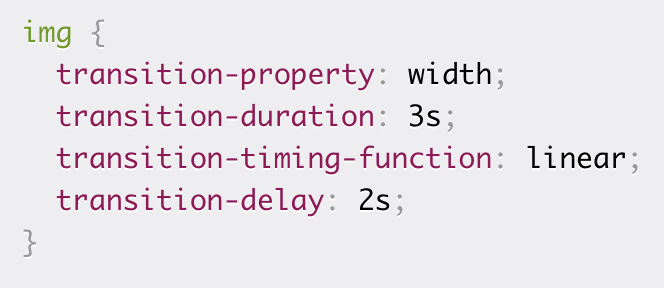 img {
  transition-property: width;
  transition-duration: 3s;
  transition-timing-function: linear;
  transition-delay: 2s;
}